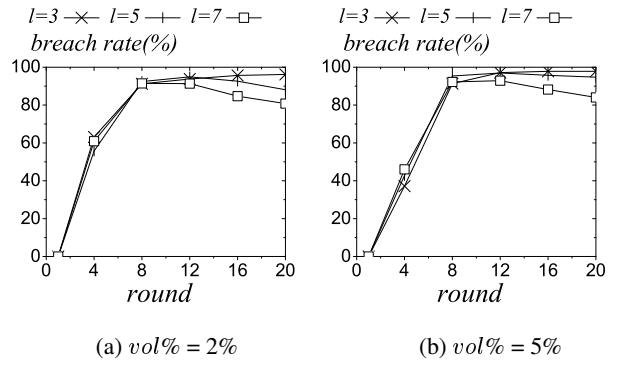 l=3 l=5 l=7
breach rate(%)
100
80
60
40
20
0
0 4 8 12 16 20
round
(a) vol% = 2%
l=3 l=5 l=7
breach rate(%)
100
80
60
40
20
0
0 4 8 12 16 20
round
(b) vol% = 5%